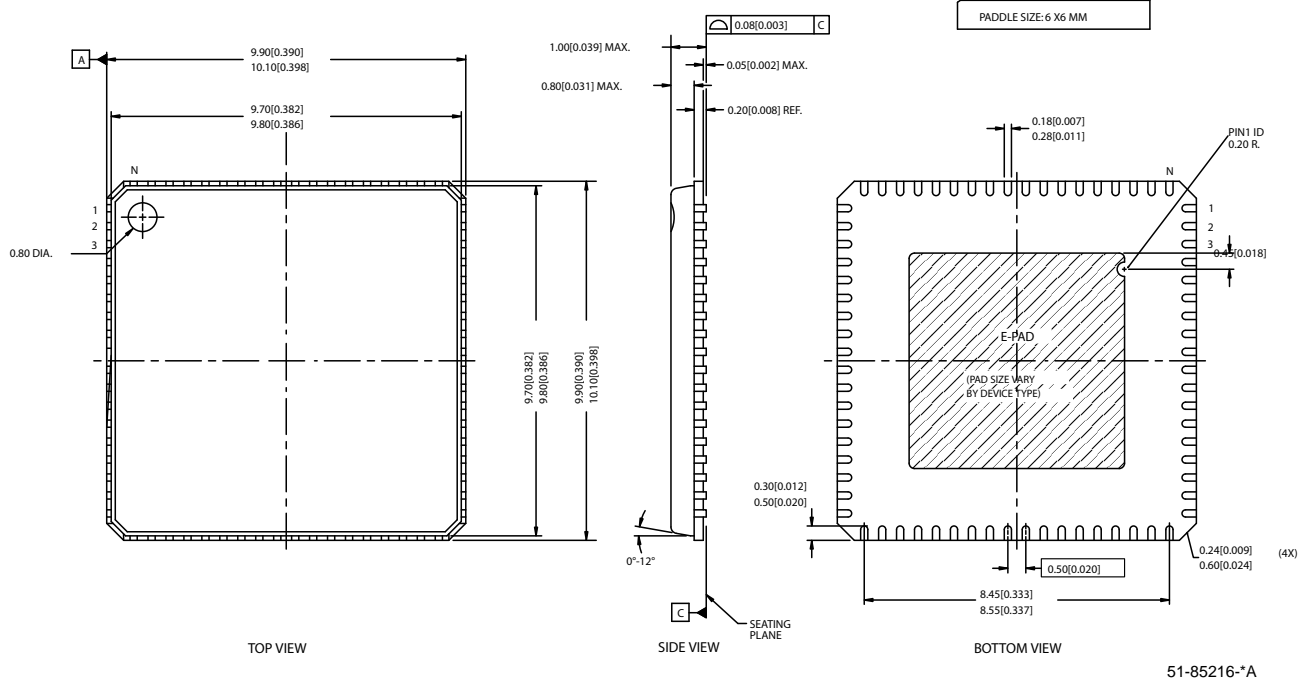 PADDLE SIZE: 6 X6 MM
0.08[0.003] C
1.00[0.039] MAX.
0.05[0.002] MAX.
0.80[0.031] MAX.
0.20[0.008] REF.
A
9.90[0.390]
10.10[0.398]
9.70[0.382]
9.80[0.386]
N
1
2
3
0.80 DIA.
9.70[0.382]
9.80[0.386]
9.90[0.390]
10.10[0.398]
TOP VIEW
0°-12°
C
SEATING
PLANE
SIDE VIEW
0.18[0.007]
0.28[0.011]
PIN1 ID
0.20 R.
N
1
2
3
0.45[0.018]
E-PAD
(PAD SIZE VARY
BY DEVICE TYPE)
0.30[0.012]
0.50[0.020]
0.24[0.009]
0.60[0.024]
(4X)
0.50[0.020]
8.45[0.333]
8.55[0.337]
BOTTOM VIEW
51-85216-*A